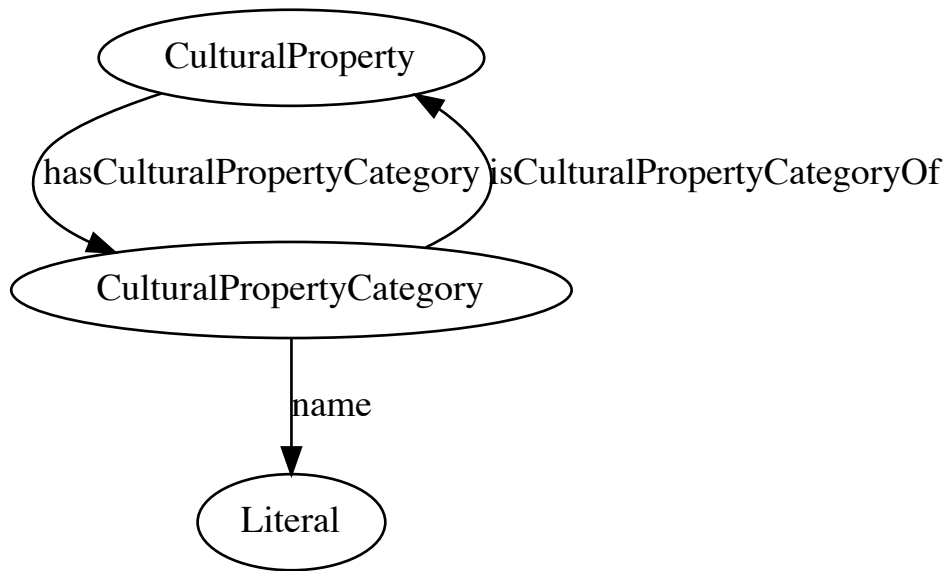 CulturalProperty
hasCulturalPropertyCategory
isCulturalPropertyCategoryOf
CulturalPropertyCategory
name
Literal